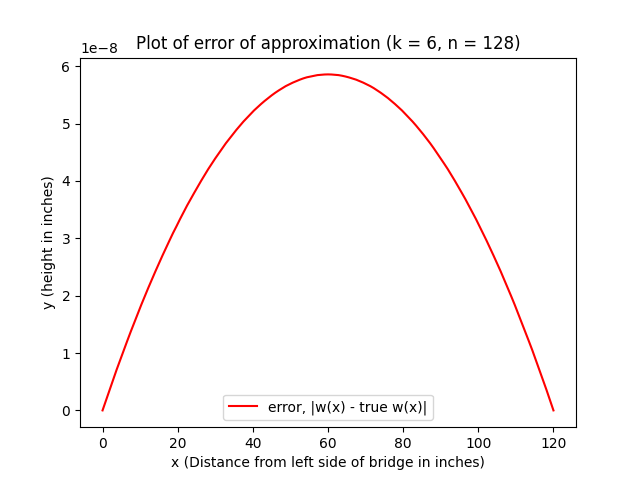 Plot of error of approximation (k = 6, n = 128)
1e−8
6
5
4
3
2
1
0
y (height in inches)
error, |w(x) - true w(x)|
0 20 40 60 80 100 120
x (Distance from left side of bridge in inches)